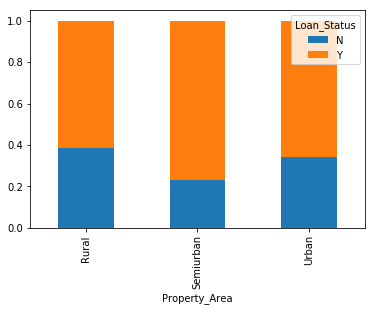 Loan_Status
N
Y
1.0
0.8
0.6
0.4
0.2
0.0
Rural
Semiurban
Urban
Property_Area